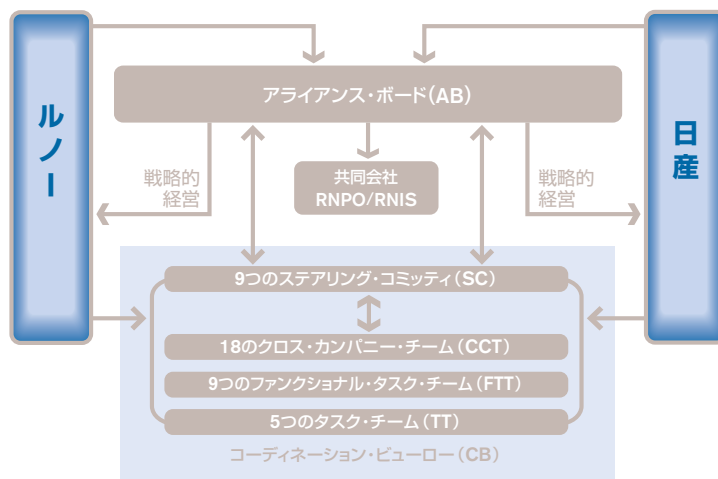 ルノー
日産
アライアンス・ボード（AB）
戦略的
経営
共同会社
RNPO/RNIS
戦略的
経営
9つのステアリング・コミッティ（SC）
18のクロス・カンパニー・チーム（CCT）
9つのファンクショナル・タスク・チーム（FTT）
5つのタスク・チーム（TT）
コーディネーション・ビューロー（CB）